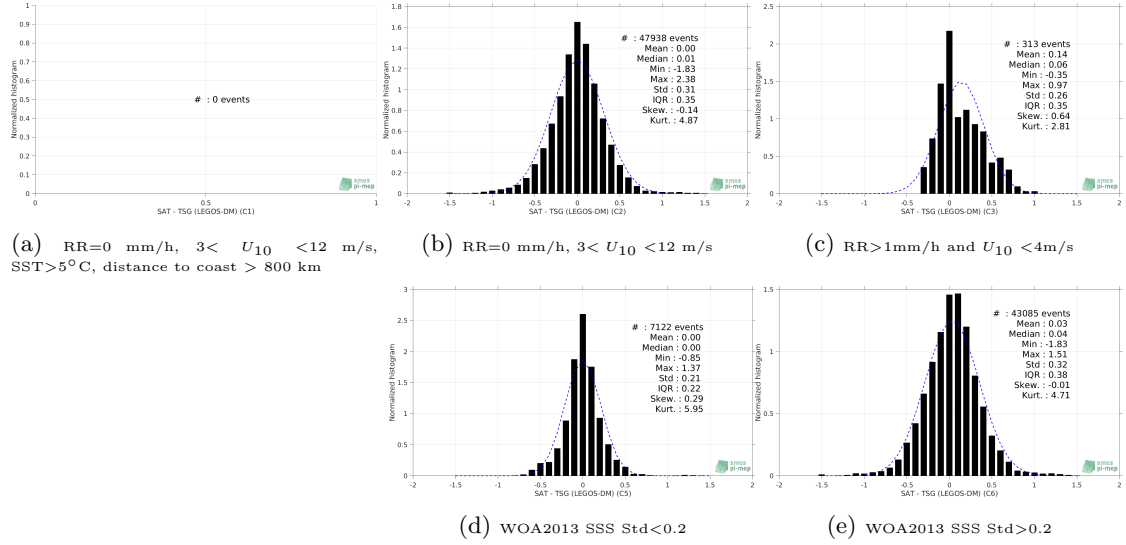 1
0.9
0.8
0.7
0.6
0.5
0.4
0.3
0.2
0.1
0
Normalized histogram
# : 0 events
0 0.5 1
SAT - TSG (LEGOS-DM) (C1)
smos
pi-mep
(a) RR=0 mm/h, 3< U10 <12 m/s,
SST>5°C, distance to coast > 800 km
1.8
1.6
1.4
1.2
1
0.8
0.6
0.4
0.2
0
Normalized histogram
# : 47938 events
Mean : 0.00
Median : 0.01
Min : -1.83
Max : 2.38
Std : 0.31
IQR : 0.35
Skew. : -0.14
Kurt. : 4.87
-2 -1.5 -1 -0.5 0 0.5 1 1.5 2
SAT - TSG (LEGOS-DM) (C2)
smos
pi-mep
(b) RR=0 mm/h, 3< U10 <12 m/s
2.5
2
1.5
1
0.5
0
Normalized histogram
# : 313 events
Mean : 0.14
Median : 0.06
Min : -0.35
Max : 0.97
Std : 0.26
IQR : 0.35
Skew. : 0.64
Kurt. : 2.81
-2 -1.5 -1 -0.5 0 0.5 1 1.5 2
SAT - TSG (LEGOS-DM) (C3)
smos
pi-mep
(c) RR>1mm/h and U10 <4m/s
3
2.5
2
1.5
1
0.5
0
Normalized histogram
# : 7122 events
Mean : 0.00
Median : 0.00
Min : -0.85
Max : 1.37
Std : 0.21
IQR : 0.22
Skew. : 0.29
Kurt. : 5.95
-2 -1.5 -1 -0.5 0 0.5 1 1.5 2
SAT - TSG (LEGOS-DM) (C5)
smos
pi-mep
(d) WOA2013 SSS Std<0.2
1.5
1
0.5
0
Normalized histogram
# : 43085 events
Mean : 0.03
Median : 0.04
Min : -1.83
Max : 1.51
Std : 0.32
IQR : 0.38
Skew. : -0.01
Kurt. : 4.71
-2 -1.5 -1 -0.5 0 0.5 1 1.5 2
SAT - TSG (LEGOS-DM) (C6)
smos
pi-mep
(e) WOA2013 SSS Std>0.2